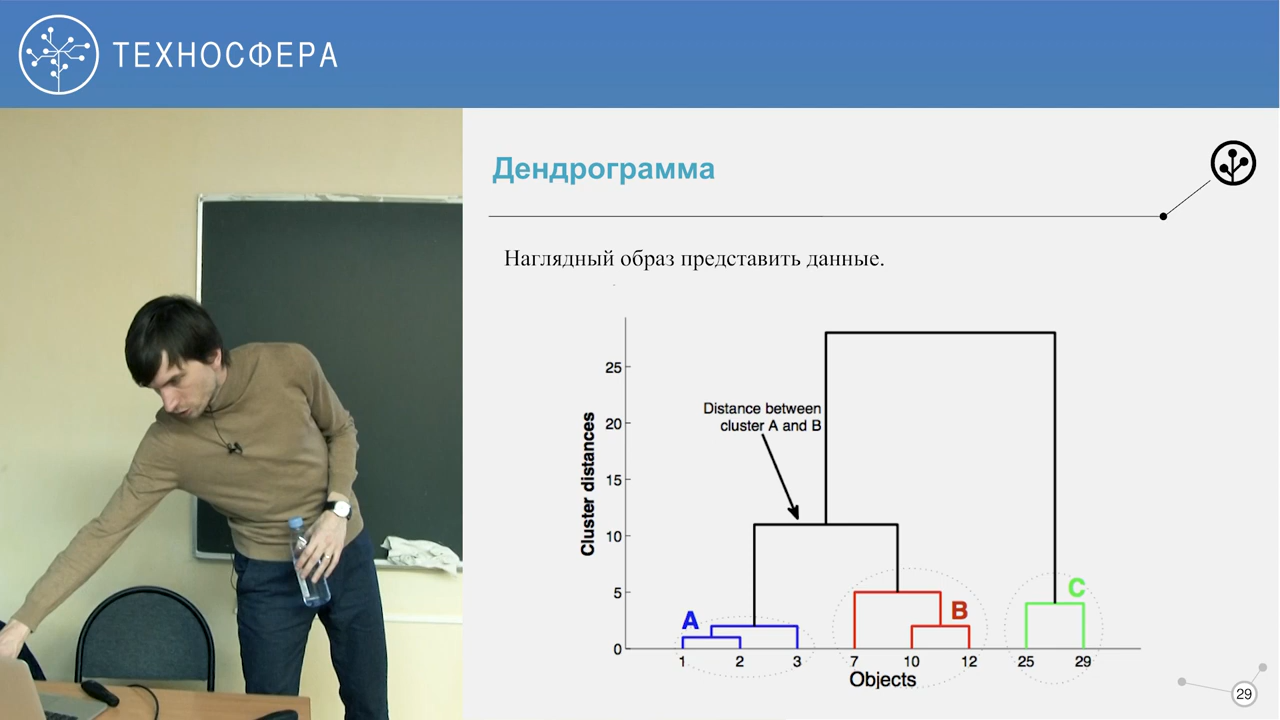 ТЕХНОСФЕРА
Дендрограмма
Наглядный образ представить данные.
Distance between
cluster A and B
Cluster distances
25
20
15
10
5
0
A
B
C
1 2 3 7 10 12 25 29
Objects
29